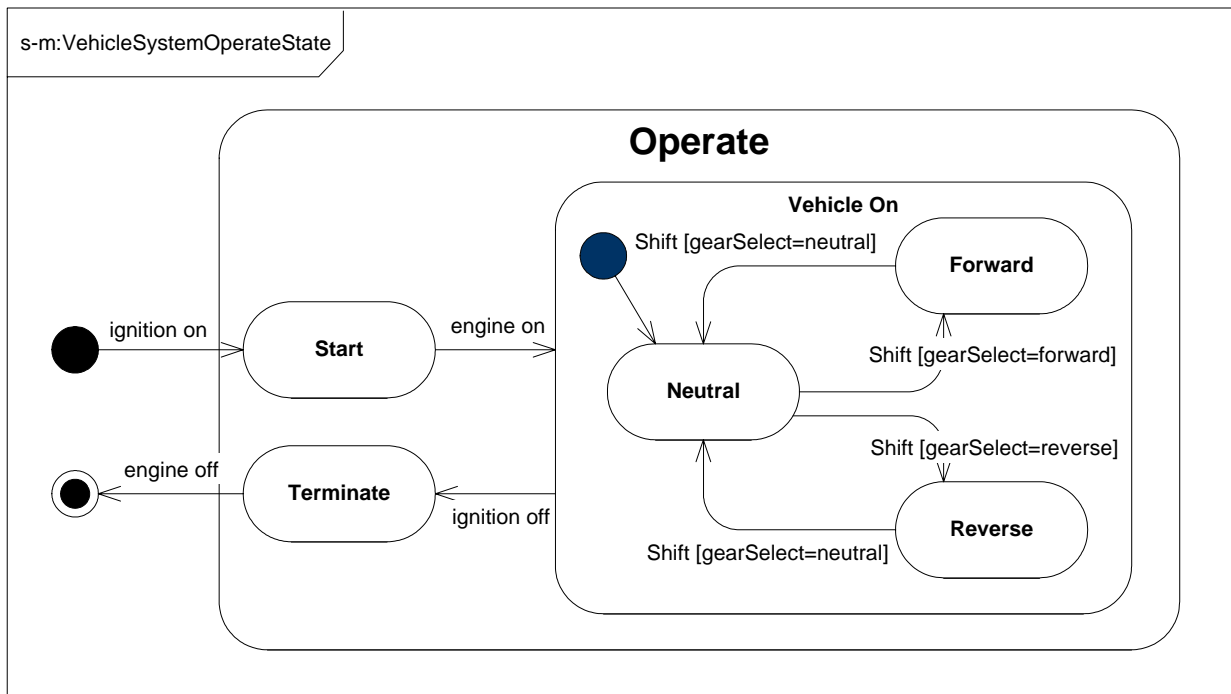 s-m:VehicleSystemOperateState
Operate
Vehicle On
Shift [gearSelect=neutral]
Forward
ignition on
Start
engine on
Shift [gearSelect=forward]
Neutral
Shift [gearSelect=reverse]
engine off
Terminate
ignition off
Reverse
Shift [gearSelect=neutral]